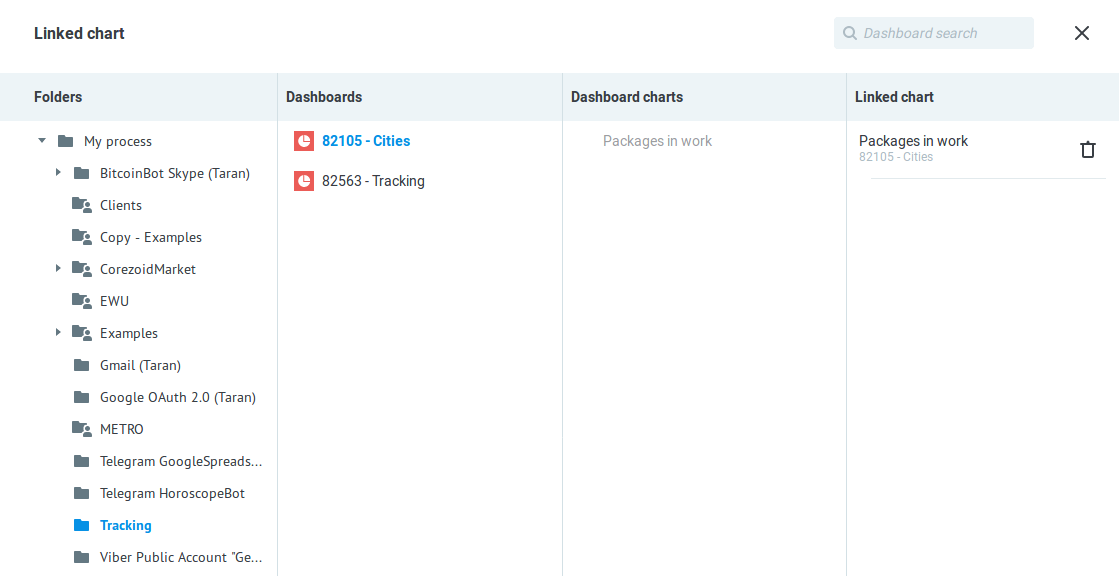 Linked chart
Dashboard search
Folders
Dashboards
Dashboard charts
Linked chart
My process
BitcoinBot Skype (Taran)
Clients
Copy - Examples
CorezoidMarket
EWU
Examples
Gmail (Taran)
Google OAuth 2.0 (Taran)
METRO
Telegram GoogleSpreads...
Telegram HoroscopeBot
Tracking
Viber Public Account "Ge...
82105 - Cities
82563 - Tracking
Packages in work
Packages in work
82105 - Cities